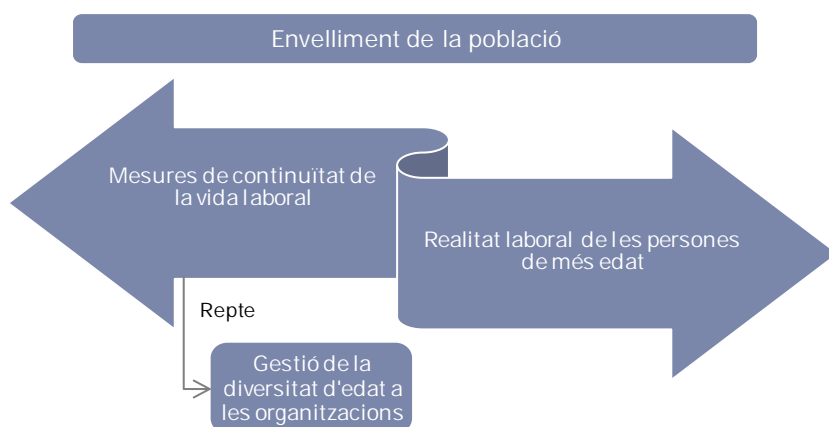 Envelliment de la població
Mesures de continuïtat de
la vida laboral
Realitat laboral de les persones
de més edat
Repte
Gestió de la
diversitat d'edat a
les organitzacions